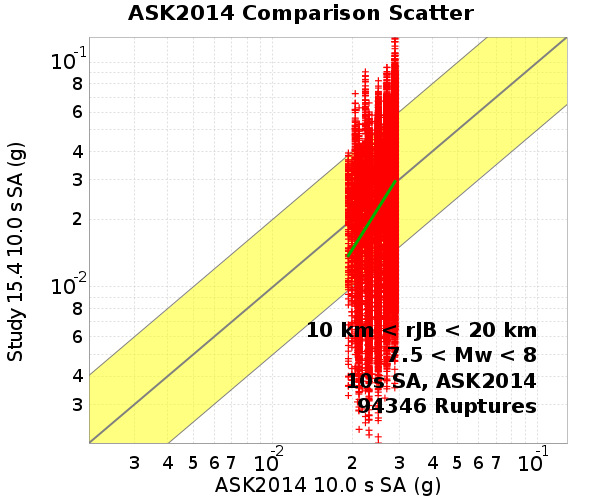 ASK2014 Comparison Scatter
10⁻¹
8
6
4
3
2
10⁻²
8
6
4
3
Study 15.4 10.0 s SA (g)
10 km < rJB < 20 km
7.5 < Mw < 8
10s SA, ASK2014
94346 Ruptures
3 4 5 6 7 10⁻² 2 3 4 5 6 7 10⁻¹
ASK2014 10.0 s SA (g)